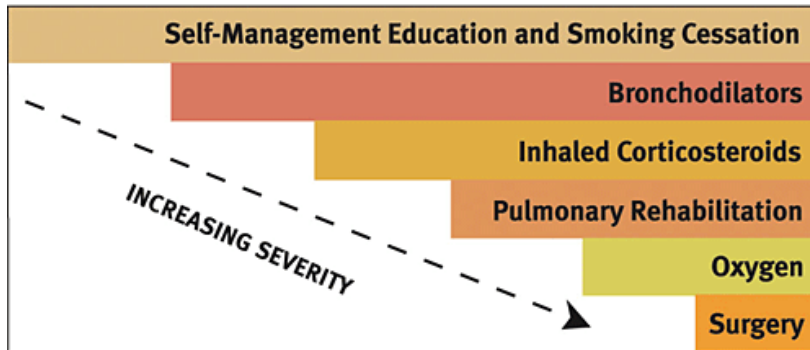 Self-Management Education and Smoking Cessation
Bronchodilators
Inhaled Corticosteroids
Pulmonary Rehabilitation
Oxygen
Surgery
INCREASING SEVERITY